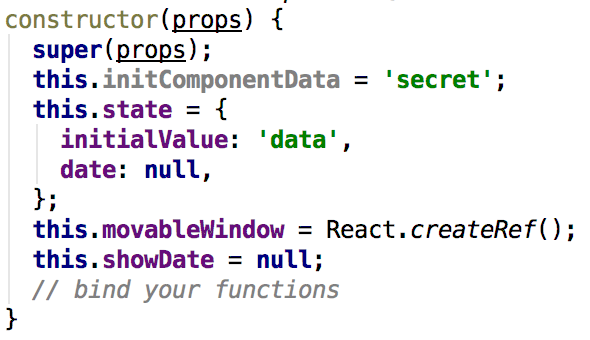 constructor(props) {
  super(props);
  this.initComponentData = 'secret';
  this.state = {
    initialValue: 'data',
    date: null,
  };
  this.movableWindow = React.createRef();
  this.showDate = null;
  // bind your functions
}